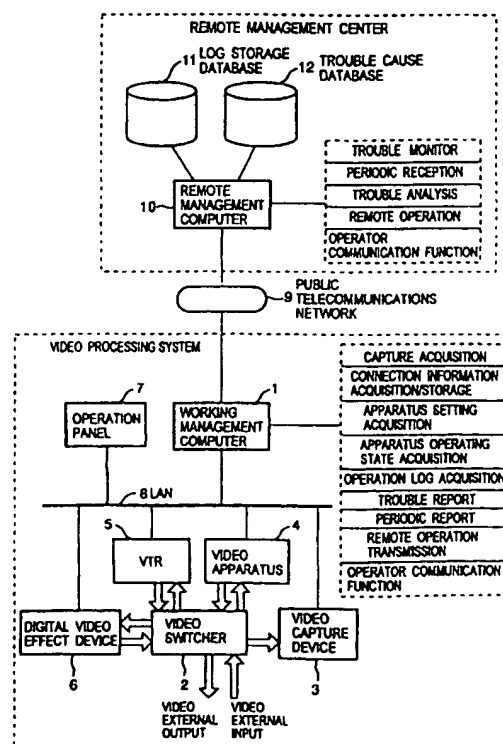 REMOTE MANAGEMENT CENTER
11
LOG STORAGE
DATABASE
12
TROUBLE CAUSE
DATABASE
REMOTE
MANAGEMENT
COMPUTER
10
TROUBLE MONITOR
PERIODIC RECEPTION
TROUBLE ANALYSIS
REMOTE OPERATION
OPERATOR
COMMUNICATION FUNCTION
9
PUBLIC
TELECOMMUNICATIONS
NETWORK
VIDEO PROCESSING SYSTEM
7
OPERATION
PANEL
1
WORKING
MANAGEMENT
COMPUTER
CAPTURE ACQUISITION
CONNECTION INFORMATION
ACQUISITION/STORAGE
APPARATUS SETTING
ACQUISITION
APPARATUS OPERATING
STATE ACQUISITION
OPERATION LOG ACQUISITION
TROUBLE REPORT
PERIODIC REPORT
REMOTE OPERATION
TRANSMISSION
OPERATOR COMMUNICATION
FUNCTION
8 LAN
5
VTR
4
VIDEO
APPARATUS
DIGITAL VIDEO
EFFECT DEVICE
6
VIDEO
SWITCHER
2
VIDEO
CAPTURE
DEVICE
3
VIDEO
EXTERNAL
OUTPUT
VIDEO
EXTERNAL
INPUT